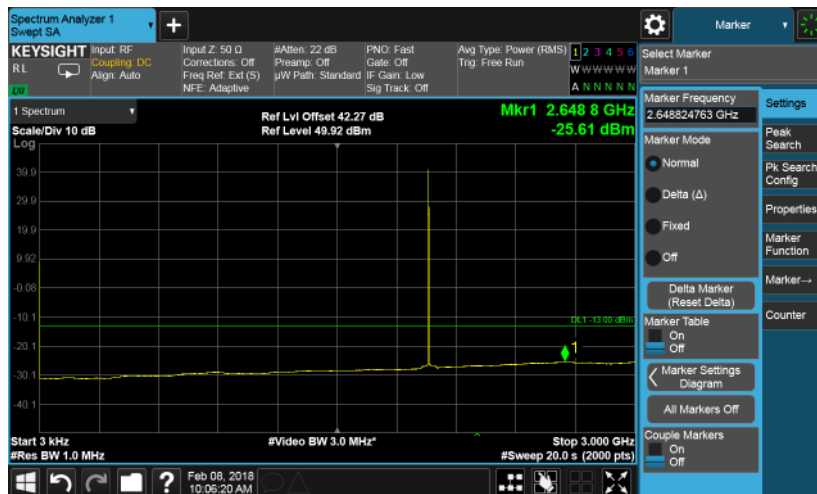 Spectrum Analyzer 1
Swept SA
Marker
KEYSIGHT
RL
LXI
Input: RF
Coupling: DC
Align: Auto
Input Z: 50 Ω
Corrections: Off
Freq Ref: Ext (S)
NFE: Adaptive
#Atten: 22 dB
Preamp: Off
µW Path: Standard
PNO: Fast
Gate: Off
IF Gain: Low
Sig Track: Off
Avg Type: Power (RMS)
Trig: Free Run
1 2 3 4 5 6
W W W W W W
A N N N N N
Select Marker
Marker 1
1 Spectrum
Scale/Div 10 dB
Log
Ref Lvl Offset 42.27 dB
Ref Level 49.92 dBm
Mkr1 2.648 8 GHz
-25.61 dBm
39.9
29.9
19.9
9.92
-0.08
-10.1
-20.1
-30.1
-40.1
DL1 -13.00 dBm
1
Start 3 kHz
#Res BW 1.0 MHz
#Video BW 3.0 MHz*
Stop 3.000 GHz
#Sweep 20.0 s (2000 pts)
Marker Frequency
2.648824763 GHz
Marker Mode
Normal
Delta (Δ)
Fixed
Off
Delta Marker
(Reset Delta)
Marker Table
On
Off
Marker Settings
Diagram
All Markers Off
Couple Markers
On
Off
Settings
Peak
Search
Pk Search
Config
Properties
Marker
Function
Marker→
Counter
?
Feb 08, 2018
10:06:20 AM